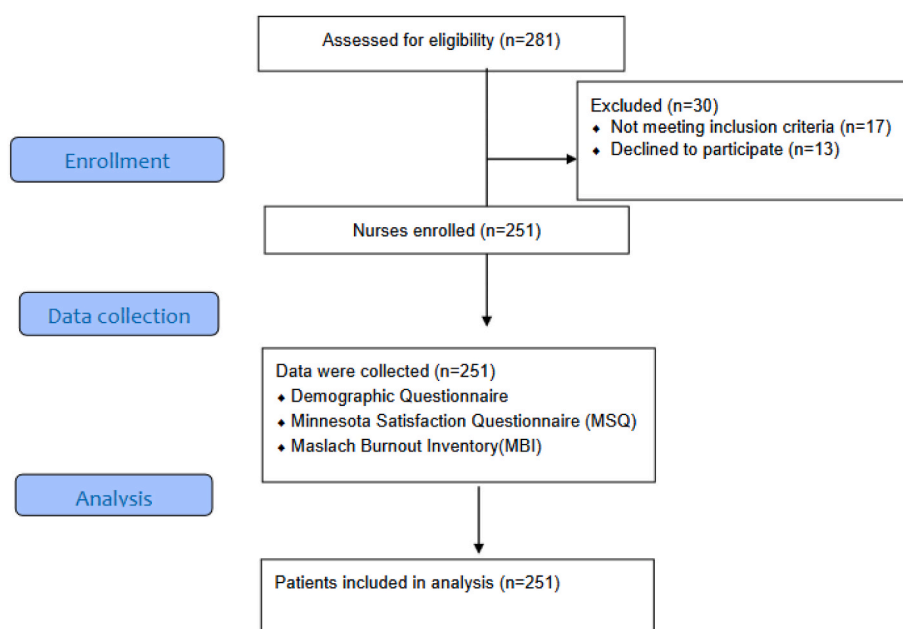 Assessed for eligibility (n=281)
Excluded (n=30)
⬥ Not meeting inclusion criteria (n=17)
⬥ Declined to participate (n=13)
Enrollment
Nurses enrolled (n=251)
Data collection
Data were collected (n=251)
⬥ Demographic Questionnaire
⬥ Minnesota Satisfaction Questionnaire (MSQ)
⬥ Maslach Burnout Inventory(MBI)
Analysis
Patients included in analysis (n=251)